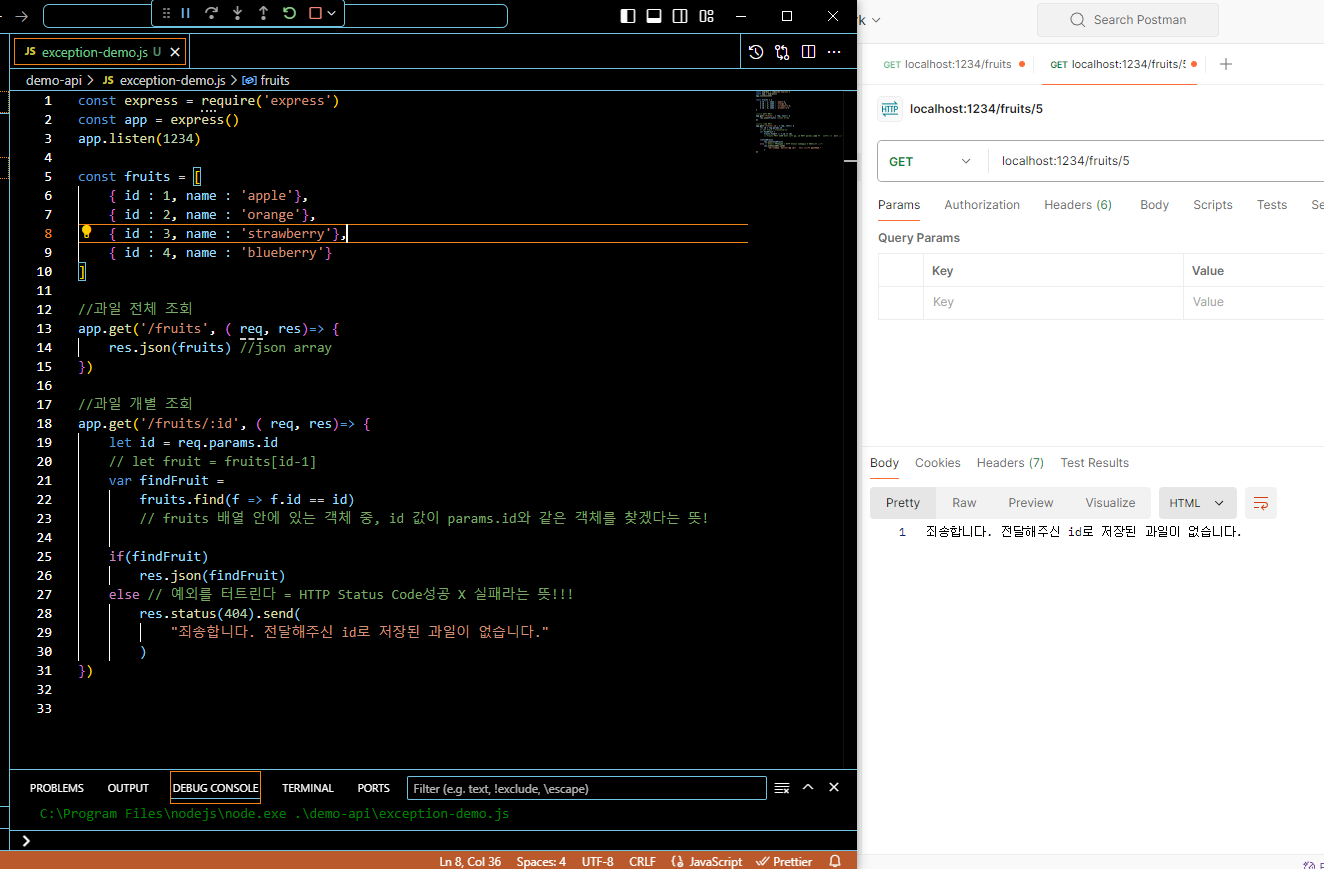 JS exception-demo.js U
demo-api > JS exception-demo.js > fruits
1 const express = require('express')
2 const app = express()
3 app.listen(1234)
4
5 const fruits = [
6 { id : 1, name : 'apple'},
7 { id : 2, name : 'orange'},
8 { id : 3, name : 'strawberry'},
9 { id : 4, name : 'blueberry'}
10 ]
11
12 //과일 전체 조회
13 app.get('/fruits', ( req, res)=> {
14 res.json(fruits) //json array
15 })
16
17 //과일 개별 조회
18 app.get('/fruits/:id', ( req, res)=> {
19 let id = req.params.id
20 // let fruit = fruits[id-1]
21 var findFruit =
22 fruits.find(f => f.id == id)
23 // fruits 배열 안에 있는 객체 중, id 값이 params.id와 같은 객체를 찾겠다는 뜻!
24
25 if(findFruit)
26 res.json(findFruit)
27 else // 예외를 터트린다 = HTTP Status Code성공 X 실패라는 뜻!!!
28 res.status(404).send(
29 "죄송합니다. 전달해주신 id로 저장된 과일이 없습니다."
30 )
31 })
32
33
PROBLEMS OUTPUT DEBUG CONSOLE TERMINAL PORTS Filter (e.g. text, !exclude, \escape)
C:\Program Files\nodejs\node.exe .\demo-api\exception-demo.js
Ln 8, Col 36 Spaces: 4 UTF-8 CRLF JavaScript Prettier
Search Postman
GET localhost:1234/fruits GET localhost:1234/fruits/5
HTTP localhost:1234/fruits/5
GET localhost:1234/fruits/5
Params Authorization Headers (6) Body Scripts Tests Se
Query Params
Key Value
Key Value
Body Cookies Headers (7) Test Results
Pretty Raw Preview Visualize HTML
1 죄송합니다. 전달해주신 id로 저장된 과일이 없습니다.